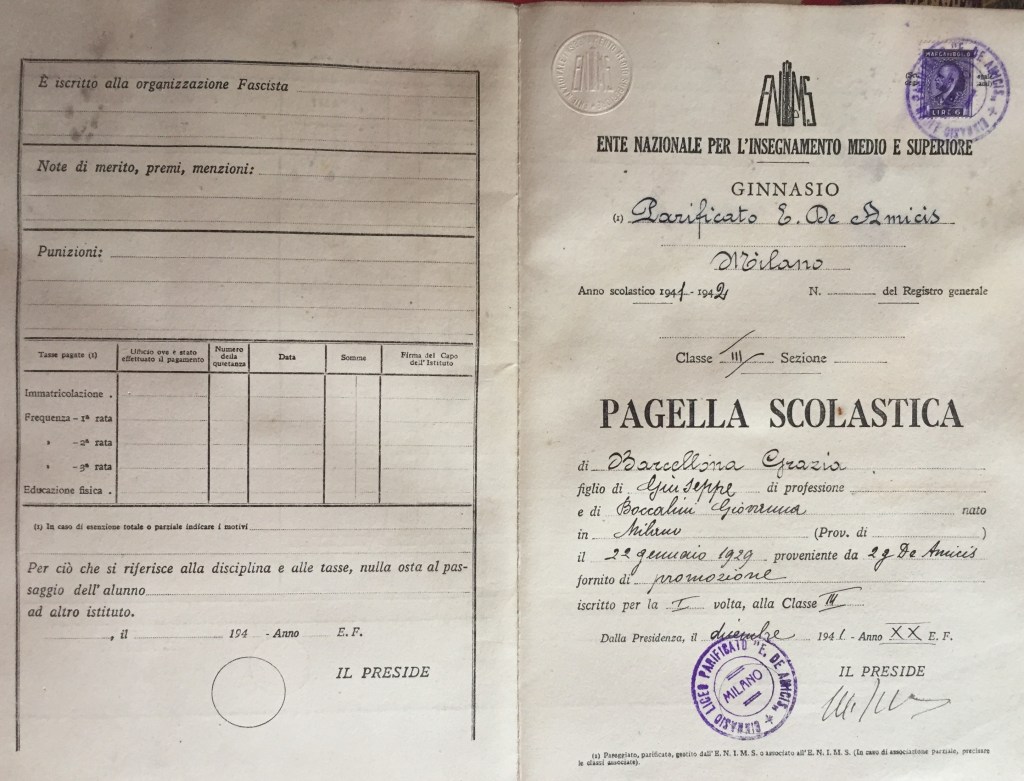 È iscritto alla organizzazione Fascista
Note di merito, premi, menzioni:
Punizioni:
Tasse pagate (1)
Ufficio ove è stato effettuato il pagamento
Numero della quietanza
Data
Somme
Firma del Capo dell'Istituto
Immatricolazione .
Frequenza - 1ª rata
» - 2ª rata
» - 3ª rata
Educazione fisica .
(1) In caso di esenzione totale o parziale indicare i motivi
Per ciò che si riferisce alla disciplina e alle tasse, nulla osta al pas-
saggio dell'alunno
ad altro istituto.
, il 194 - Anno E. F.
IL PRESIDE
ENIMS
MARCA DA BOLLO
LIRE 6
ENTE NAZIONALE PER L'INSEGNAMENTO MEDIO E SUPERIORE
GINNASIO
(1) Parificato E. De Amicis
Milano
Anno scolastico 1941-1942 N. del Registro generale
Classe III Sezione
PAGELLA SCOLASTICA
di Barcellona Grazia
figlio di Giuseppe di professione
e di Boccalini Giovanna nato
in Milano (Prov. di )
il 22 gennaio 1929 proveniente da 2g De Amicis
fornito di promozione
iscritto per la I volta, alla Classe III
Dalla Presidenza, il dicembre 1941 - Anno XX E. F.
IL PRESIDE
GINNASIO LICEO PARIFICATO "E. DE AMICIS"
MILANO
(1) Pareggiato, parificato, gestito dall'E. N. I. M. S. o associato all'E. N. I. M. S. (In caso di associazione parziale, precisare
le classi associate).